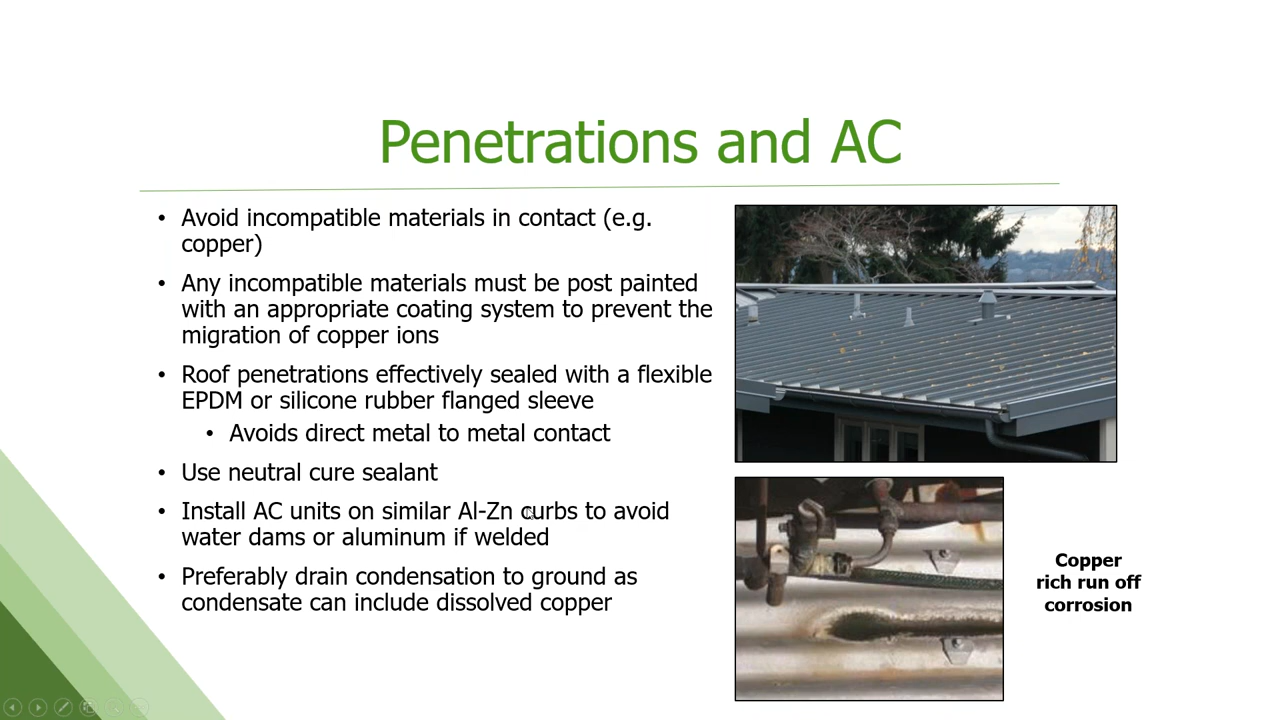 Penetrations and AC
• Avoid incompatible materials in contact (e.g.
copper)
• Any incompatible materials must be post painted
with an appropriate coating system to prevent the
migration of copper ions
• Roof penetrations effectively sealed with a flexible
EPDM or silicone rubber flanged sleeve
• Avoids direct metal to metal contact
• Use neutral cure sealant
• Install AC units on similar Al-Zn curbs to avoid
water dams or aluminum if welded
• Preferably drain condensation to ground as
condensate can include dissolved copper
Copper
rich run off
corrosion